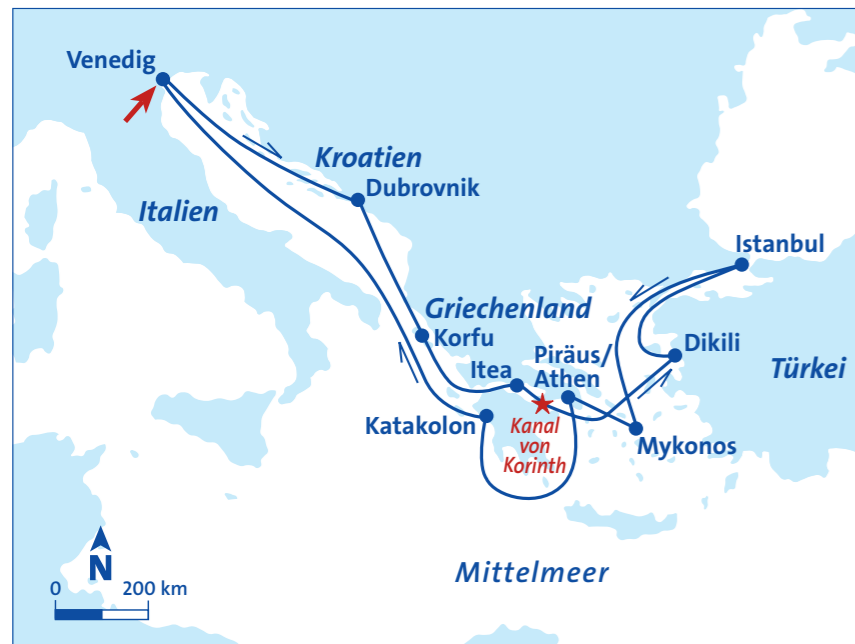 Venedig
Kroatien
Dubrovnik
Italien
Istanbul
Griechenland
Korfu
Dikili
Piräus/
Athen
Itea
Türkei
Katakolon
Kanal
von
Korinth
Mykonos
N
Mittelmeer
0 200 km